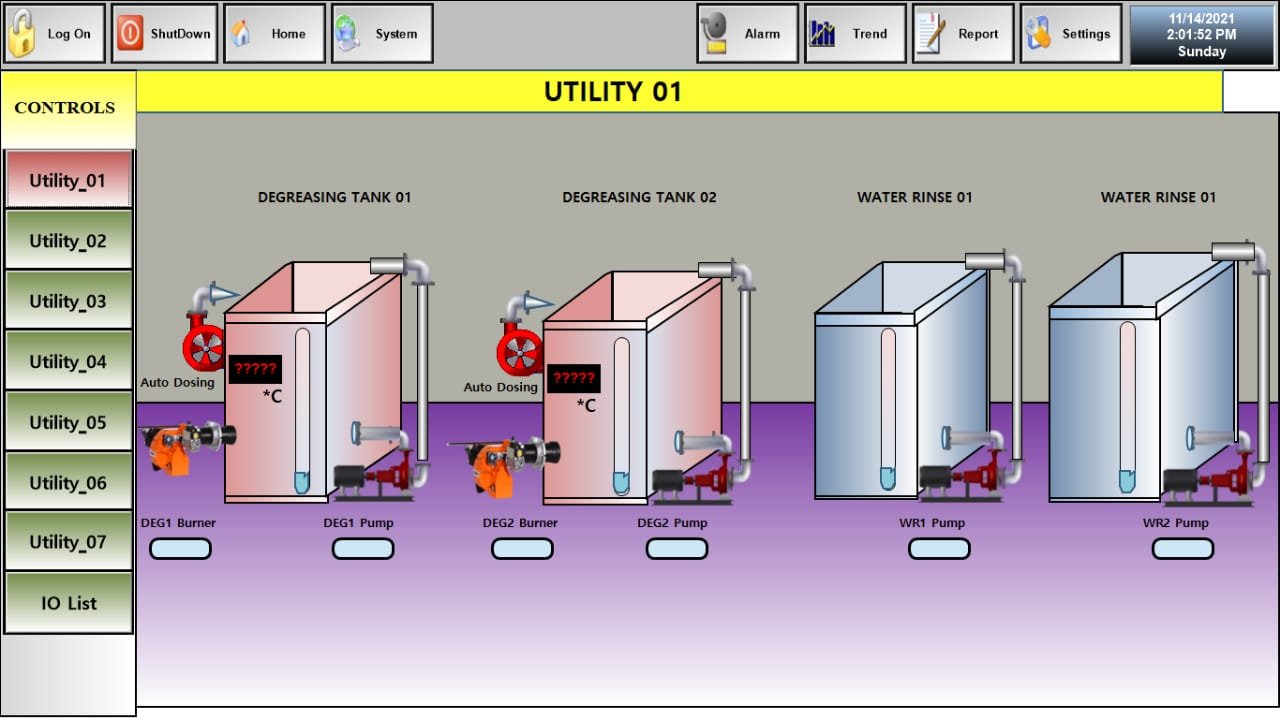 Log On
ShutDown
Home
System
Alarm
Trend
Report
Settings
11/14/2021
2:01:52 PM
Sunday
CONTROLS
UTILITY 01
Utility_01
Utility_02
Utility_03
Utility_04
Utility_05
Utility_06
Utility_07
IO List
DEGREASING TANK 01
DEGREASING TANK 02
WATER RINSE 01
WATER RINSE 01
?????
*C
Auto Dosing
?????
*C
Auto Dosing
DEG1 Burner
DEG1 Pump
DEG2 Burner
DEG2 Pump
WR1 Pump
WR2 Pump